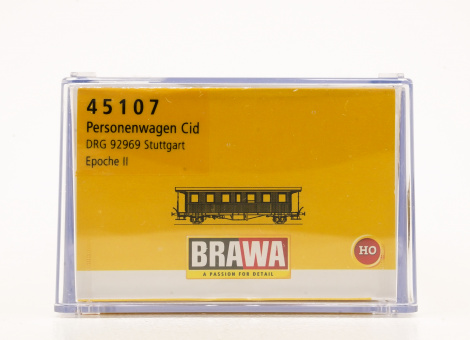 45107
Personenwagen Cid
DRG 92969 Stuttgart
Epoche II
BRAWA
A PASSION FOR DETAIL
HO